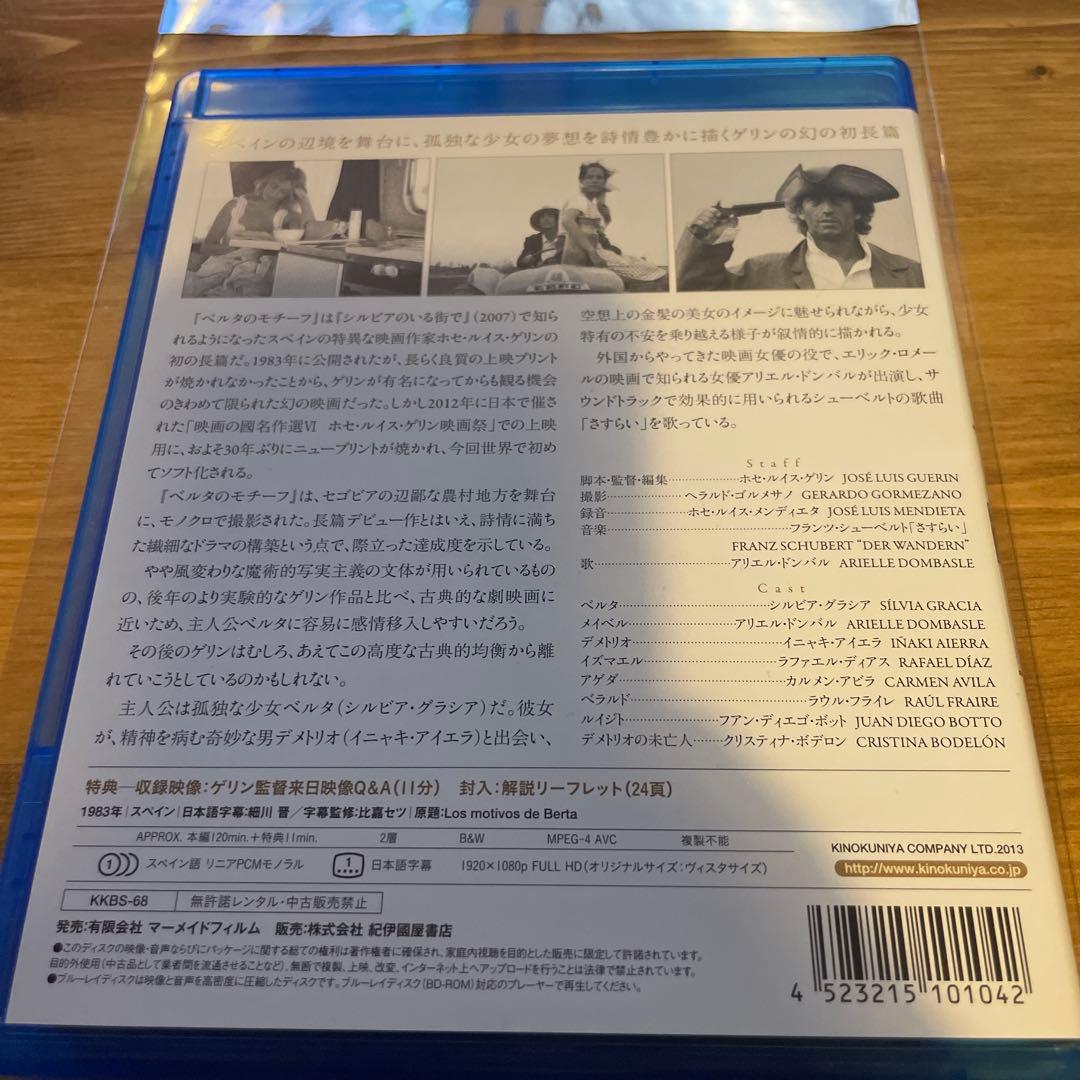 スペインの辺境を舞台に、孤独な少女の夢想を詩情豊かに描くゲリンの幻の初長篇
『ベルタのモチーフ』は『シルビアのいる街で』(2007)で知ら
れるようになったスペインの特異な映画作家ホセ・ルイス・ゲリンの
初の長篇だ。1983年に公開されたが、長らく良質の上映プリント
が焼かれなかったことから、ゲリンが有名になってからも観る機会
のきわめて限られた幻の映画だった。しかし2012年に日本で催さ
れた「映画の國名作選Ⅵ ホセ・ルイス・ゲリン映画祭」での上映
用に、およそ30年ぶりにニュープリントが焼かれ、今回世界で初め
てソフト化される。
『ベルタのモチーフ』は、セゴビアの辺鄙な農村地方を舞台
に、モノクロで撮影された。長篇デビュー作とはいえ、詩情に満ち
た繊細なドラマの構築という点で、際立った達成度を示している。
やや風変わりな魔術的写実主義の文体が用いられているもの
の、後年のより実験的なゲリン作品と比べ、古典的な劇映画に
近いため、主人公ベルタに容易に感情移入しやすいだろう。
その後のゲリンはむしろ、あえてこの高度な古典的均衡から離
れていこうとしているのかもしれない。
主人公は孤独な少女ベルタ(シルビア・グラシア)だ。彼女
が、精神を病む奇妙な男デメトリオ(イニャキ・アイエラ)と出会い、
空想上の金髪の美女のイメージに魅せられながら、少女
特有の不安を乗り越える様子が叙情的に描かれる。
外国からやってきた映画女優の役で、エリック・ロメー
ルの映画で知られる女優アリエル・ドンバルが出演し、サ
ウンドトラックで効果的に用いられるシューベルトの歌曲
「さすらい」を歌っている。
Staff
脚本・監督・編集……ホセ・ルイス・ゲリン JOSÉ LUIS GUERIN
撮影……ヘラルド・ゴルメサノ GERARDO GORMEZANO
録音……ホセ・ルイス・メンディエタ JOSÉ LUIS MENDIETA
音楽……フランツ・シューベルト「さすらい」
FRANZ SCHUBERT "DER WANDERN"
歌……アリエル・ドンバル ARIELLE DOMBASLE
Cast
ベルタ……シルビア・グラシア SÍLVIA GRACIA
メイベル……アリエル・ドンバル ARIELLE DOMBASLE
デメトリオ……イニャキ・アイエラ IÑAKI AIERRA
イズマエル……ラファエル・ディアス RAFAEL DÍAZ
アゲダ……カルメン・アビラ CARMEN AVILA
ベラルド……ラウル・フライレ RAÚL FRAIRE
ルイジト……フアン・ディエゴ・ボット JUAN DIEGO BOTTO
デメトリオの未亡人……クリスティナ・ボデロン CRISTINA BODELÓN
特典―収録映像:ゲリン監督来日映像Q&A(11分) 封入:解説リーフレット(24頁)
1983年|スペイン|日本語字幕:細川 晋/字幕監修:比嘉セツ|原題:Los motivos de Berta
APPROX. 本編120min.+特典11min. 2層 B&W MPEG-4 AVC 複製不能
1 スペイン語 リニアPCMモノラル 1 日本語字幕 1920×1080p FULL HD(オリジナルサイズ:ヴィスタサイズ)
KINOKUNIYA COMPANY LTD.2013
http://www.kinokuniya.co.jp
KKBS-68 無許諾レンタル・中古販売禁止
発売:有限会社 マーメイドフィルム 販売:株式会社 紀伊國屋書店
●このディスクの映像・音声ならびにパッケージに関する総ての権利は著作権者に確保され、家庭内視聴を目的とした販売に限定して許諾されています。
目的外使用(中古品として業者間を流通させることなど)、無断で複製、上映、改変、インターネット上へアップロードを行うことは法律で禁止されています。
●ブルーレイディスクは映像と音声を高密度に圧縮したディスクです。ブルーレイディスク(BD-ROM)対応のプレーヤーで再生してください。
4 523215 101042